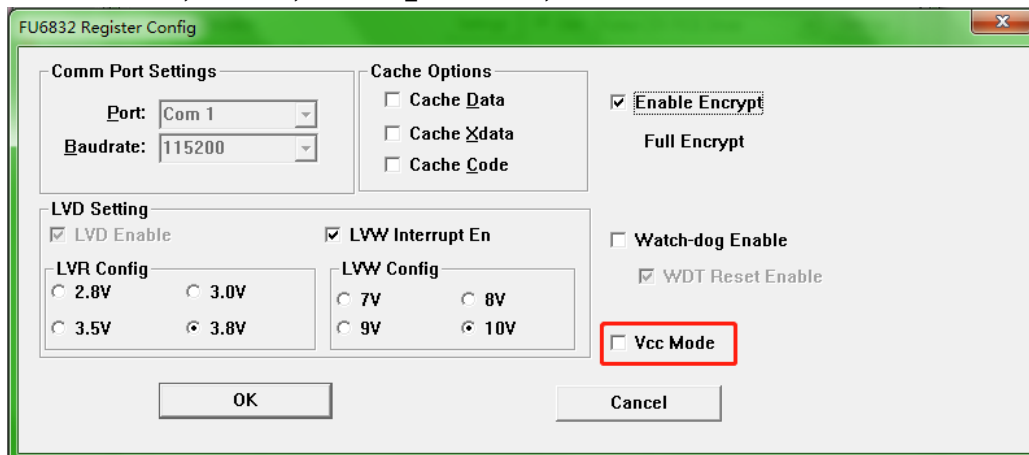 FU6832 Register Config
Comm Port Settings
Port: Com 1
Baudrate: 115200
Cache Options
Cache Data
Cache Xdata
Cache Code
Enable Encrypt
Full Encrypt
LVD Setting
LVD Enable
LVW Interrupt En
LVR Config
2.8V 3.0V
3.5V 3.8V
LVW Config
7V 8V
9V 10V
Watch-dog Enable
WDT Reset Enable
Vcc Mode
OK
Cancel